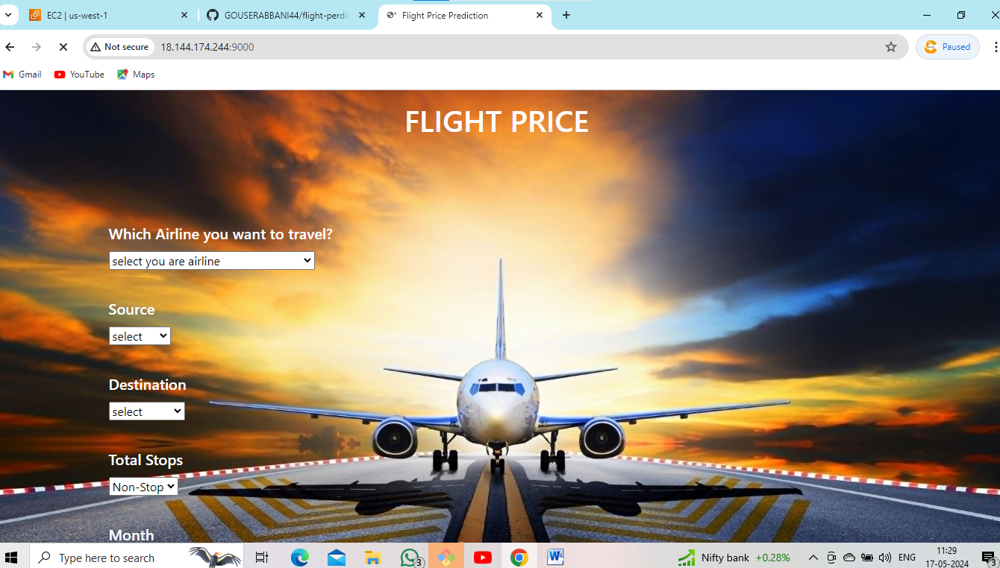 EC2 | us-west-1
GOUSERABBANI44/flight-perdi
Flight Price Prediction
Not secure
18.144.174.244:9000
Paused
Gmail
YouTube
Maps
FLIGHT PRICE
Which Airline you want to travel?
select you are airline
Source
select
Destination
select
Total Stops
Non-Stop
Month
Type here to search
3
Nifty bank +0.28%
ENG
11:29
17-05-2024
3